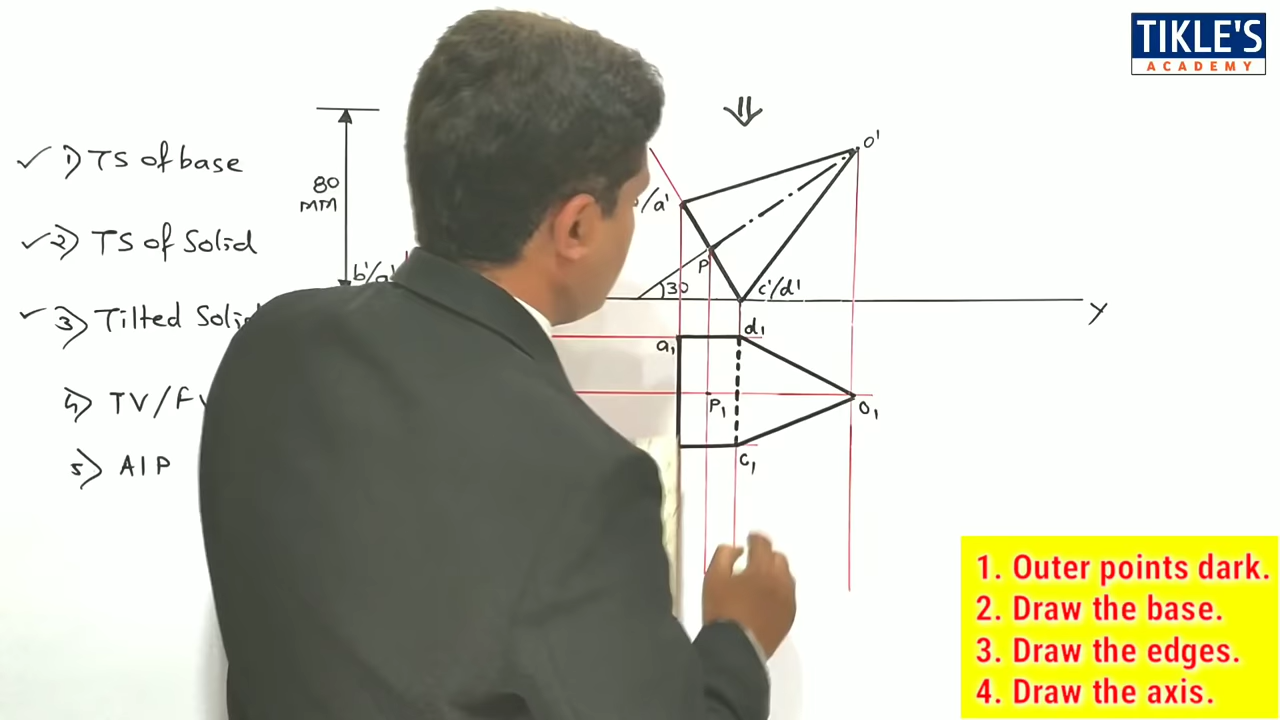 TIKLE'S
ACADEMY
✓ 1) TS of base
✓ 2) TS of Solid
✓ 3) Tilted Solid
4) TV/FV
5) AIP
80
MM
b'/a'
/a'
O'
P
30
c'/d'
Y
a₁
d₁
P₁
O₁
C₁
1. Outer points dark.
2. Draw the base.
3. Draw the edges.
4. Draw the axis.